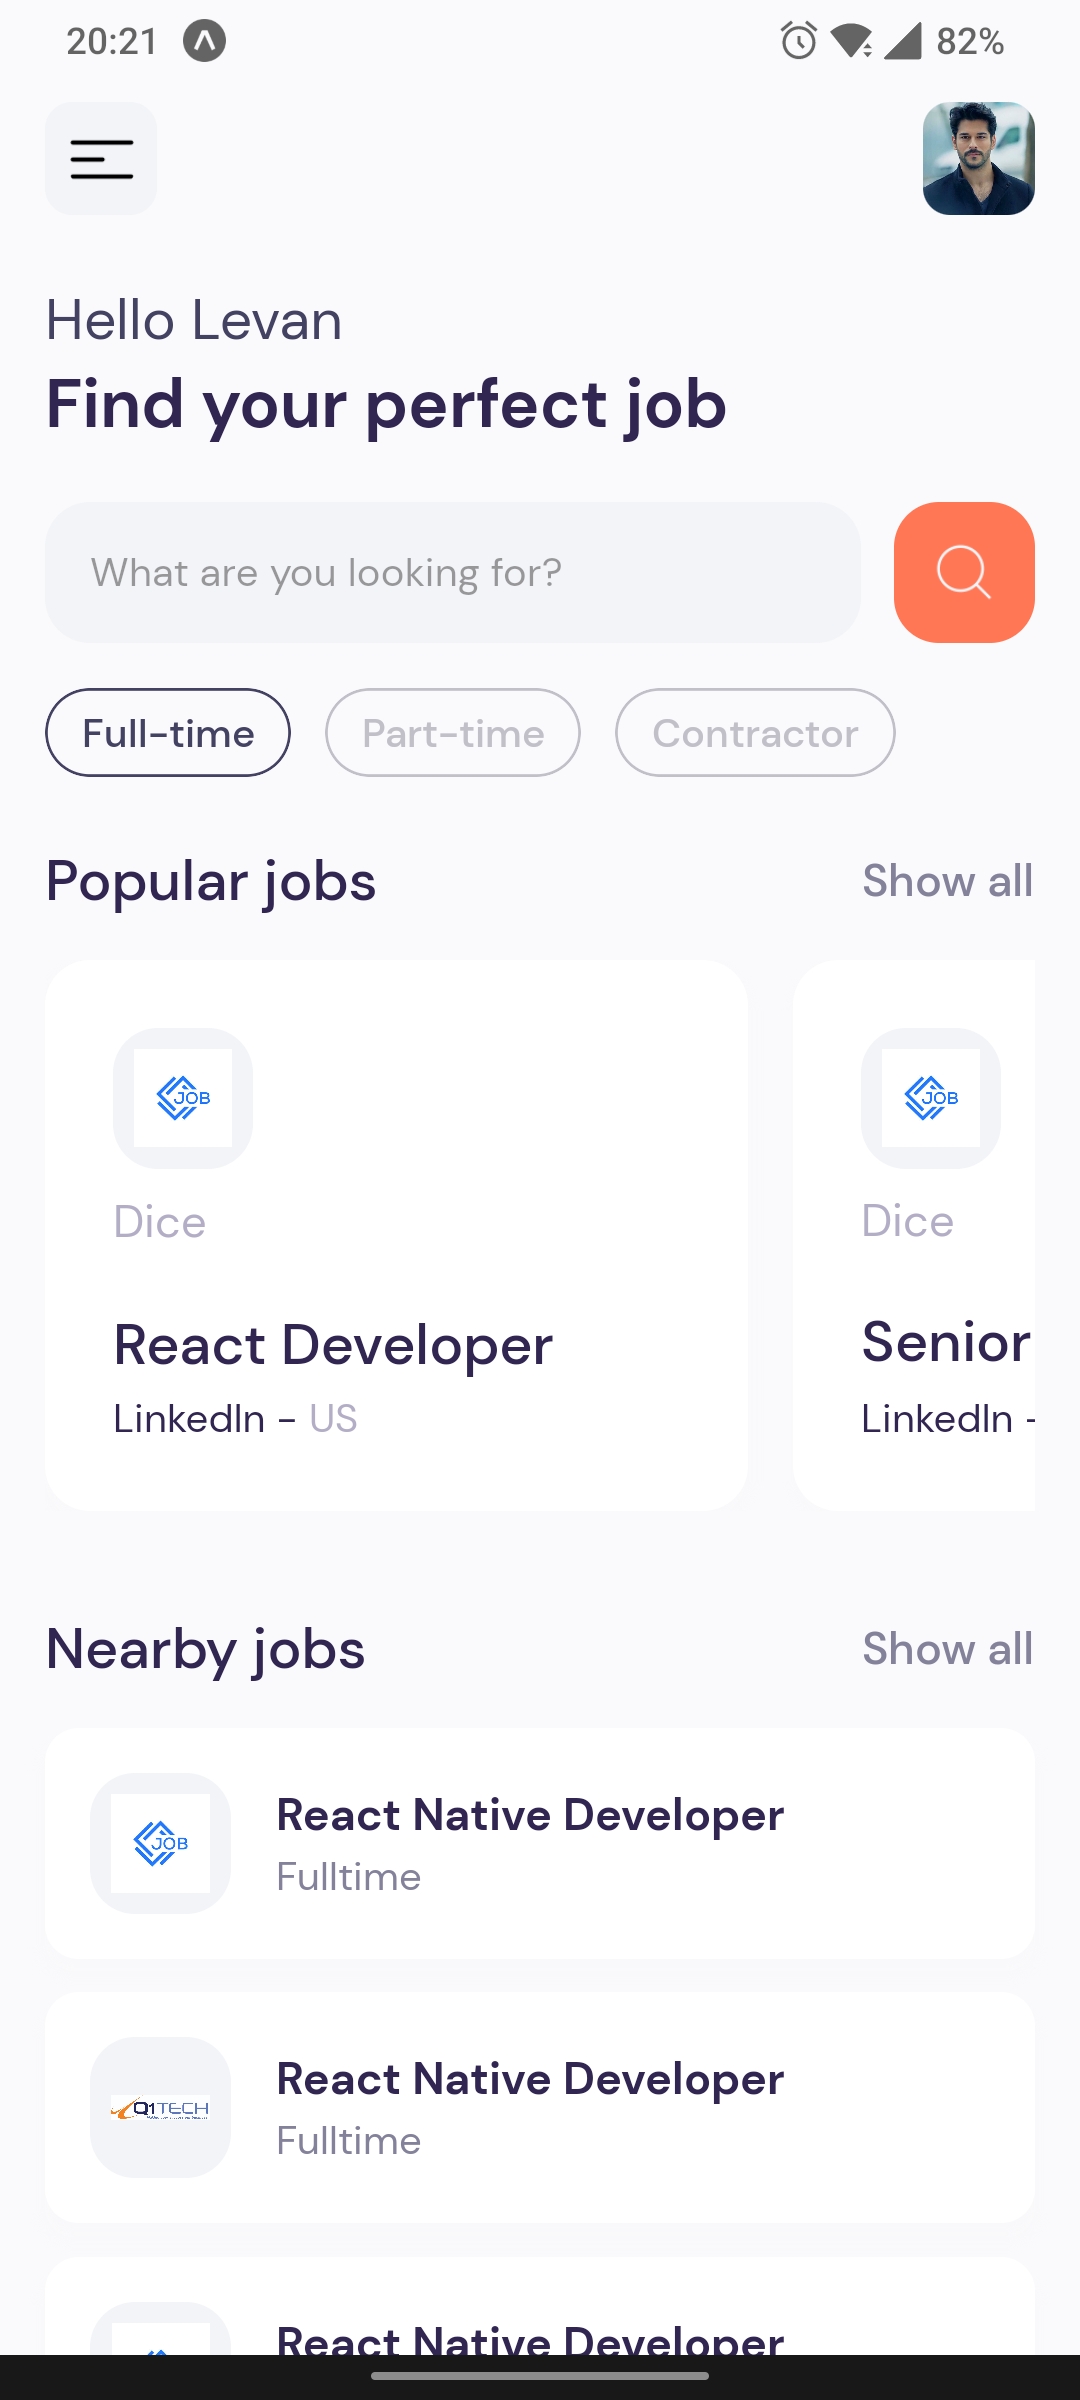 20:21 82%
Hello Levan
Find your perfect job
What are you looking for?
Full-time Part-time Contractor
Popular jobs Show all
JOB JOB
Dice Dice
React Developer Senior
LinkedIn - US LinkedIn -
Nearby jobs Show all
JOB
React Native Developer
Fulltime
Q1TECH
React Native Developer
Fulltime
React Native Developer